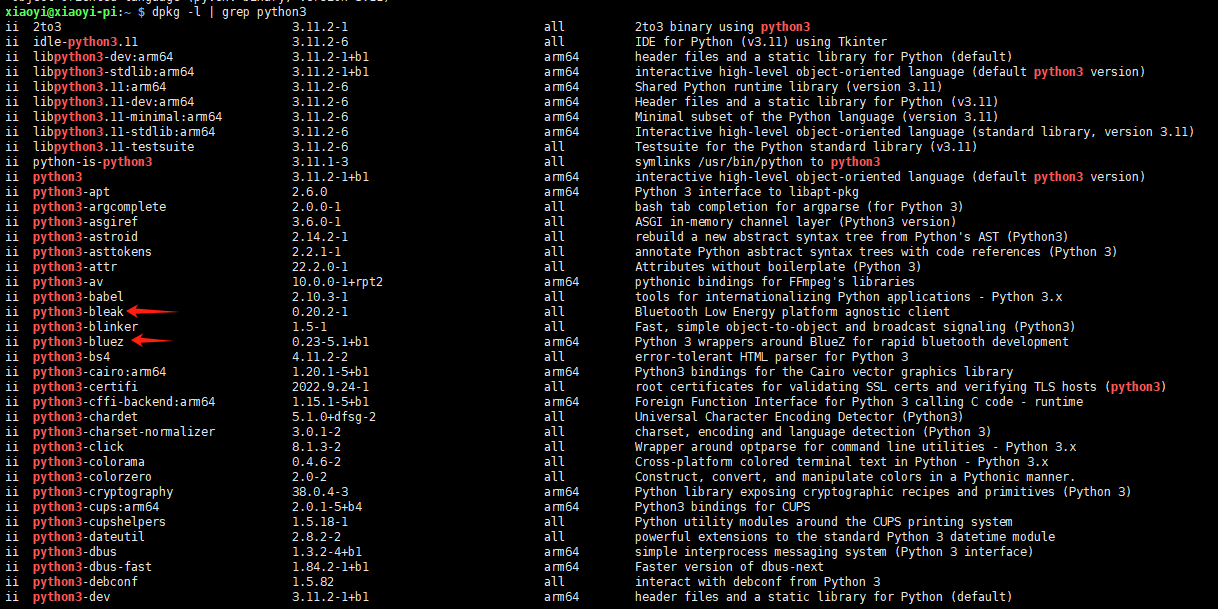 xiaoyi@xiaoyi-pi:~ $ dpkg -l | grep python3
ii 2to3 3.11.2-1 all 2to3 binary using python3
ii idle-python3.11 3.11.2-6 all IDE for Python (v3.11) using Tkinter
ii libpython3-dev:arm64 3.11.2-1+b1 arm64 header files and a static library for Python (default)
ii libpython3-stdlib:arm64 3.11.2-1+b1 arm64 interactive high-level object-oriented language (default python3 version)
ii libpython3.11:arm64 3.11.2-6 arm64 Shared Python runtime library (version 3.11)
ii libpython3.11-dev:arm64 3.11.2-6 arm64 Header files and a static library for Python (v3.11)
ii libpython3.11-minimal:arm64 3.11.2-6 arm64 Minimal subset of the Python language (version 3.11)
ii libpython3.11-stdlib:arm64 3.11.2-6 arm64 Interactive high-level object-oriented language (standard library, version 3.11)
ii libpython3.11-testsuite 3.11.2-6 all Testsuite for the Python standard library (v3.11)
ii python-is-python3 3.11.1-3 all symlinks /usr/bin/python to python3
ii python3 3.11.2-1+b1 arm64 interactive high-level object-oriented language (default python3 version)
ii python3-apt 2.6.0 arm64 Python 3 interface to libapt-pkg
ii python3-argcomplete 2.0.0-1 all bash tab completion for argparse (for Python 3)
ii python3-asgiref 3.6.0-1 all ASGI in-memory channel layer (Python3 version)
ii python3-astroid 2.14.2-1 all rebuild a new abstract syntax tree from Python's AST (Python3)
ii python3-asttokens 2.2.1-1 all annotate Python asbtract syntax trees with code references (Python 3)
ii python3-attr 22.2.0-1 all Attributes without boilerplate (Python 3)
ii python3-av 10.0.0-1+rpt2 arm64 pythonic bindings for FFmpeg's libraries
ii python3-babel 2.10.3-1 all tools for internationalizing Python applications - Python 3.x
ii python3-bleak 0.20.2-1 all Bluetooth Low Energy platform agnostic client
ii python3-blinker 1.5-1 all Fast, simple object-to-object and broadcast signaling (Python3)
ii python3-bluez 0.23-5.1+b1 arm64 Python 3 wrappers around BlueZ for rapid bluetooth development
ii python3-bs4 4.11.2-2 all error-tolerant HTML parser for Python 3
ii python3-cairo:arm64 1.20.1-5+b1 arm64 Python3 bindings for the Cairo vector graphics library
ii python3-certifi 2022.9.24-1 all root certificates for validating SSL certs and verifying TLS hosts (python3)
ii python3-cffi-backend:arm64 1.15.1-5+b1 arm64 Foreign Function Interface for Python 3 calling C code - runtime
ii python3-chardet 5.1.0+dfsg-2 all Universal Character Encoding Detector (Python3)
ii python3-charset-normalizer 3.0.1-2 all charset, encoding and language detection (Python 3)
ii python3-click 8.1.3-2 all Wrapper around optparse for command line utilities - Python 3.x
ii python3-colorama 0.4.6-2 all Cross-platform colored terminal text in Python - Python 3.x
ii python3-colorzero 2.0-2 all Construct, convert, and manipulate colors in a Pythonic manner.
ii python3-cryptography 38.0.4-3 arm64 Python library exposing cryptographic recipes and primitives (Python 3)
ii python3-cups:arm64 2.0.1-5+b4 arm64 Python3 bindings for CUPS
ii python3-cupshelpers 1.5.18-1 all Python utility modules around the CUPS printing system
ii python3-dateutil 2.8.2-2 all powerful extensions to the standard Python 3 datetime module
ii python3-dbus 1.3.2-4+b1 arm64 simple interprocess messaging system (Python 3 interface)
ii python3-dbus-fast 1.84.2-1+b1 arm64 Faster version of dbus-next
ii python3-debconf 1.5.82 all interact with debconf from Python 3
ii python3-dev 3.11.2-1+b1 arm64 header files and a static library for Python (default)